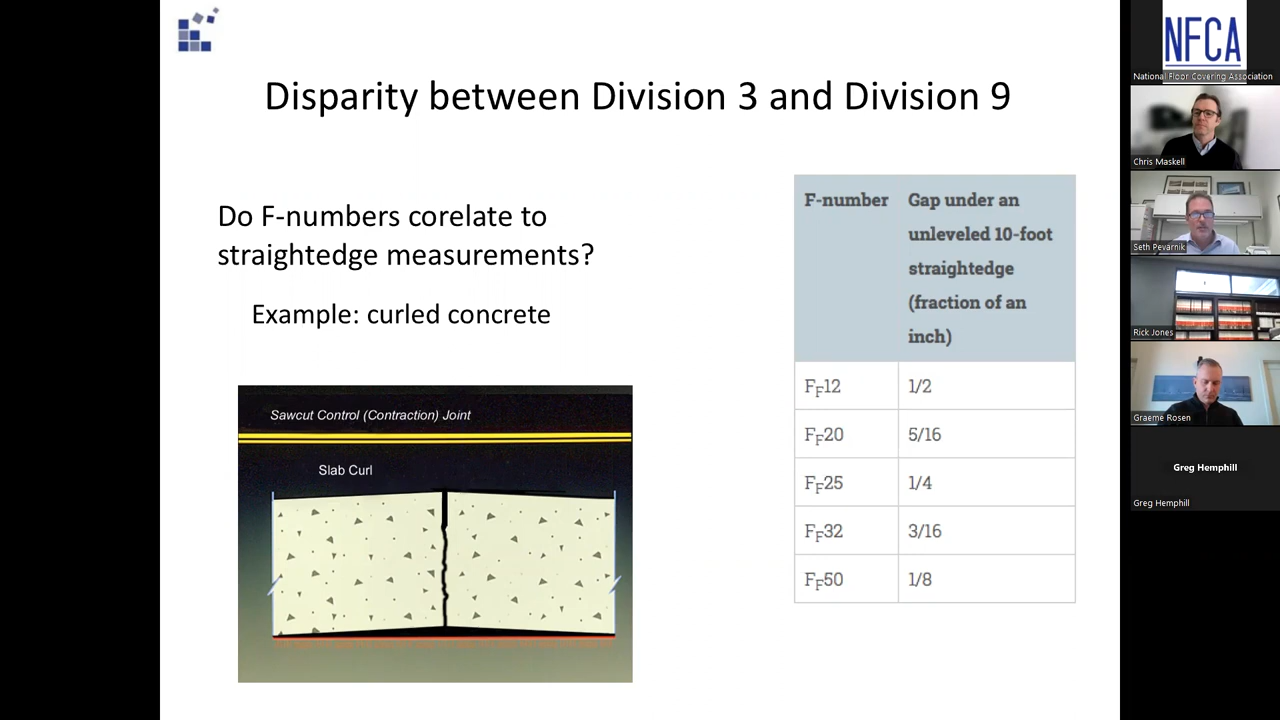 Disparity between Division 3 and Division 9
Do F-numbers corelate to
straightedge measurements?
Example: curled concrete
Sawcut Control (Contraction) Joint
Slab Curl
F-number
Gap under an
unleveled 10-foot
straightedge
(fraction of an
inch)
FF12 1/2
FF20 5/16
FF25 1/4
FF32 3/16
FF50 1/8
NFCA
National Floor Covering Association
Chris Maskell
Seth Pevarnik
Rick Jones
Graeme Rosen
Greg Hemphill
Greg Hemphill